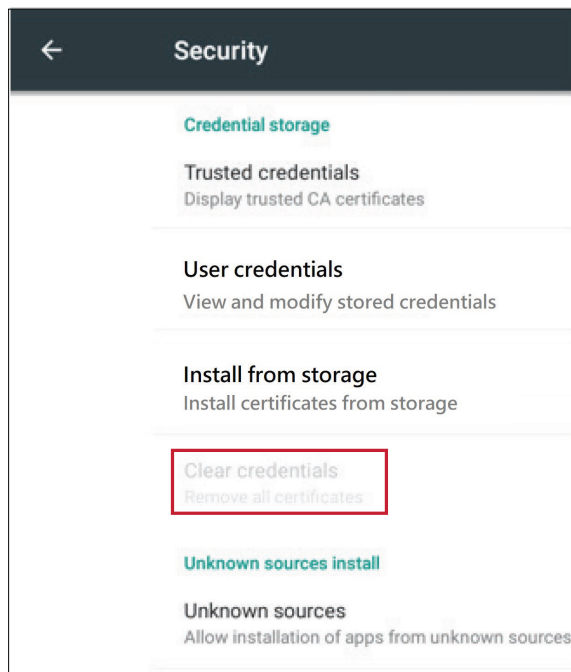 Security
Credential storage
Trusted credentials
Display trusted CA certificates
User credentials
View and modify stored credentials
Install from storage
Install certificates from storage
Clear credentials
Remove all certificates
Unknown sources install
Unknown sources
Allow installation of apps from unknown sources